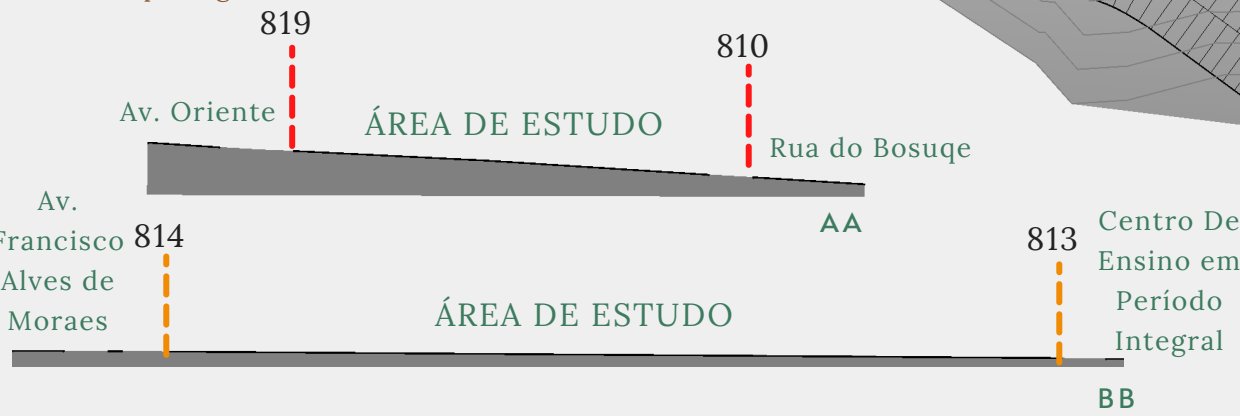 819
810
Av. Oriente
ÁREA DE ESTUDO
Rua do Bosuqe
AA
Av.
Francisco
Alves de
Moraes
814
ÁREA DE ESTUDO
813
Centro De
Ensino em
Período
Integral
BB